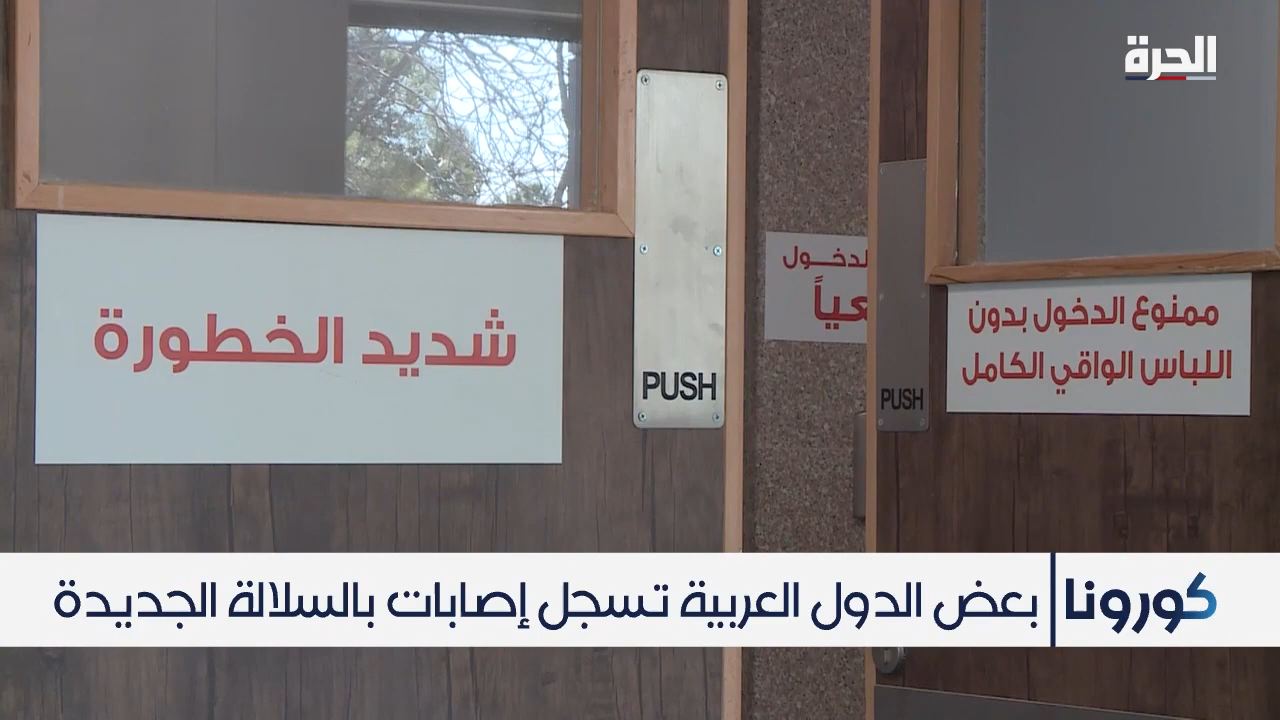 الحرة
شديد الخطورة
PUSH
الدخول
PUSH
ممنوع الدخول بدون
اللباس الواقي الكامل
كورونا
بعض الدول العربية تسجل إصابات بالسلالة الجديدة